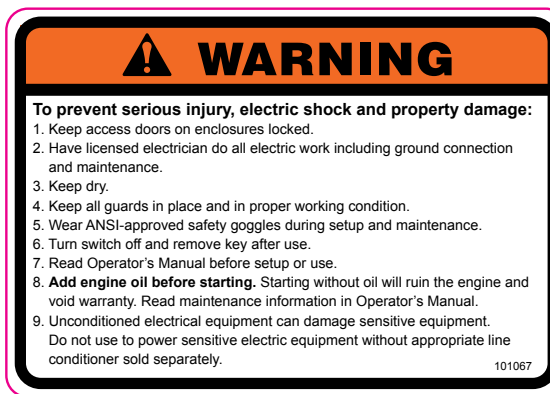 WARNING
To prevent serious injury, electric shock and property damage:
1. Keep access doors on enclosures locked.
2. Have licensed electrician do all electric work including ground connection
and maintenance.
3. Keep dry.
4. Keep all guards in place and in proper working condition.
5. Wear ANSI-approved safety goggles during setup and maintenance.
6. Turn switch off and remove key after use.
7. Read Operator’s Manual before setup or use.
8. Add engine oil before starting. Starting without oil will ruin the engine and
void warranty. Read maintenance information in Operator’s Manual.
9. Unconditioned electrical equipment can damage sensitive equipment.
Do not use to power sensitive electric equipment without appropriate line
conditioner sold separately.
101067